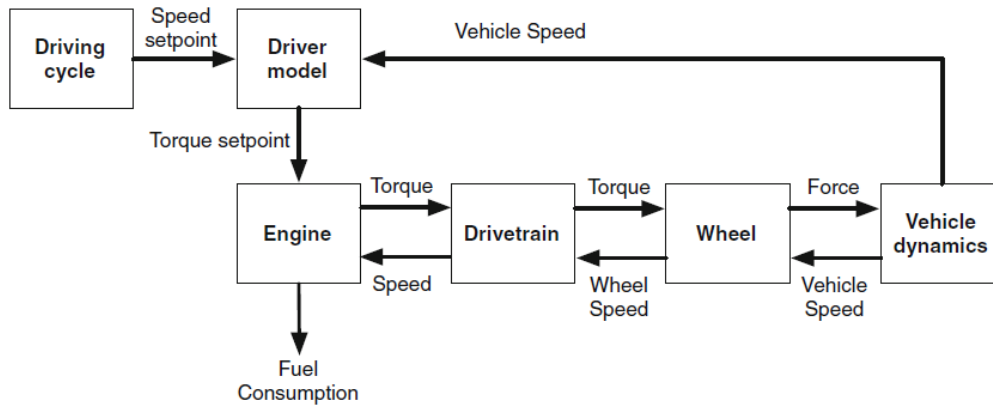 Speed
setpoint
Driving
cycle
Driver
model
Vehicle Speed
Torque setpoint
Torque
Torque
Force
Engine
Drivetrain
Wheel
Vehicle
dynamics
Speed
Wheel
Speed
Vehicle
Speed
Fuel
Consumption